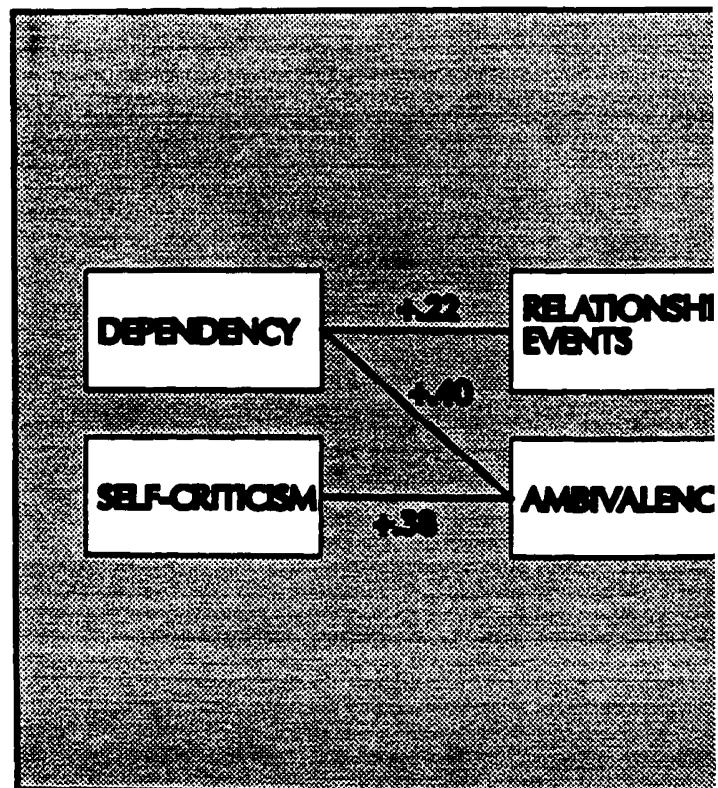 DEPENDENCY
+.22
RELATIONSHI
EVENTS
+.40
SELF-CRITICISM
+.38
AMBIVALENC